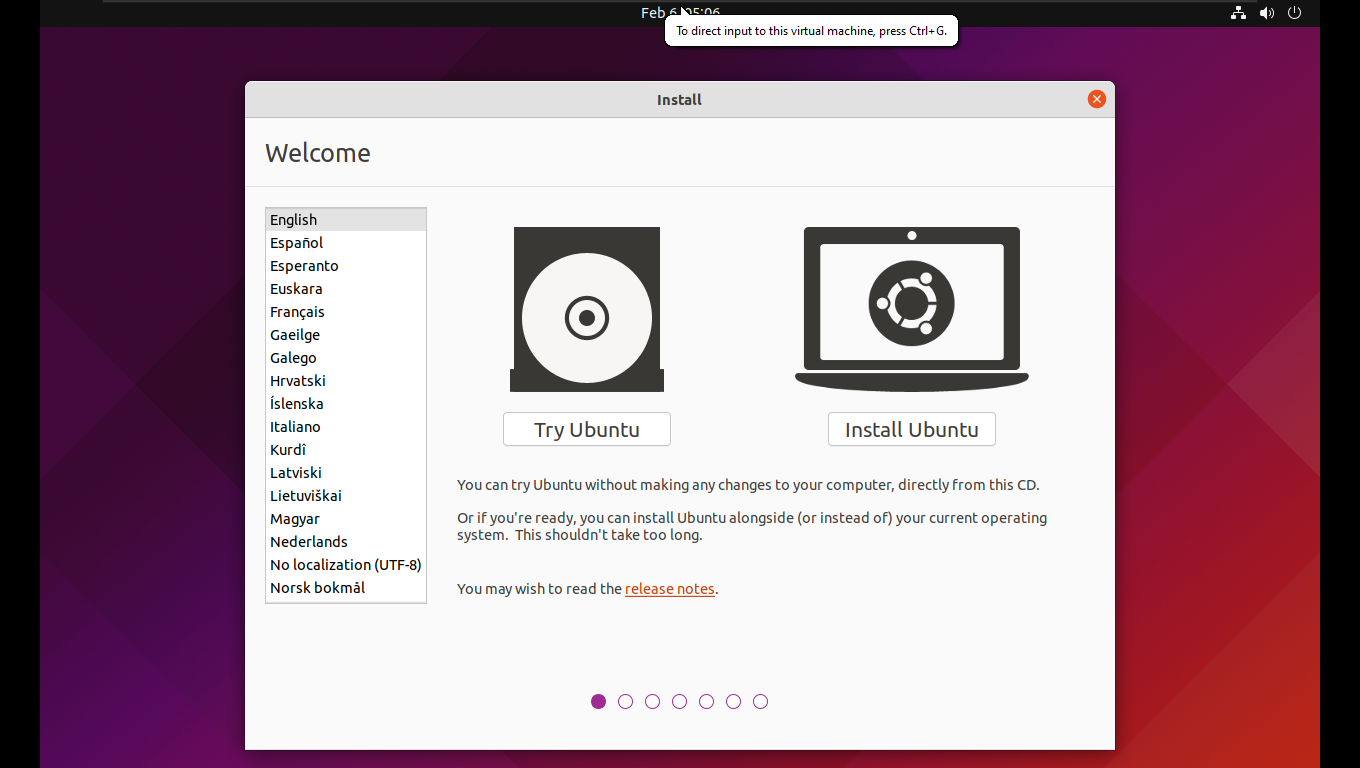 Feb 6 05:06
To direct input to this virtual machine, press Ctrl+G.
Install
Welcome
English
Español
Esperanto
Euskara
Français
Gaeilge
Galego
Hrvatski
Íslenska
Italiano
Kurdî
Latviski
Lietuviškai
Magyar
Nederlands
No localization (UTF-8)
Norsk bokmål
Try Ubuntu
Install Ubuntu
You can try Ubuntu without making any changes to your computer, directly from this CD.
Or if you're ready, you can install Ubuntu alongside (or instead of) your current operating
system.  This shouldn't take too long.
You may wish to read the release notes.